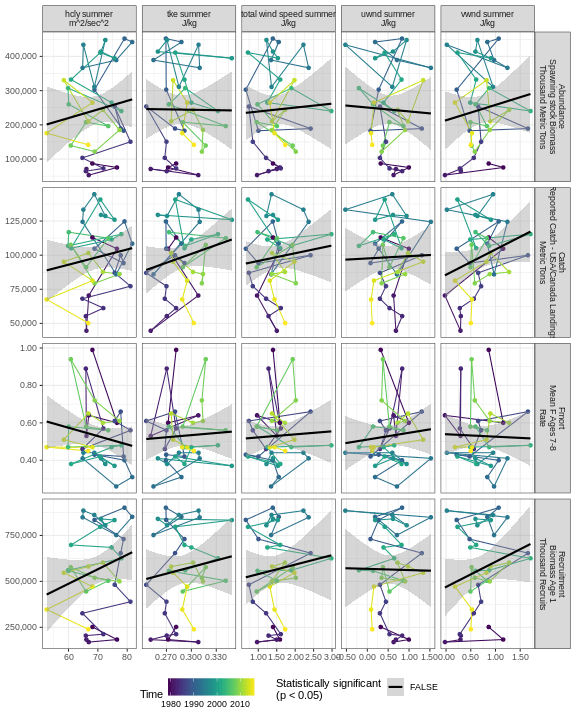 hdy summer
m^2/sec^2
tke summer
J/kg
total wind speed summer
J/kg
uwnd summer
J/kg
vwnd summer
J/kg
400,000
300,000
200,000
100,000
Abundance
Spawning stock Biomass
Thousand Metric Tons
125,000
100,000
75,000
50,000
Catch
Reported Catch - USA/Canada Landings
Metric Tons
1.00
0.80
0.60
0.40
Fmort
Mean F Ages 7-8
Rate
750,000
500,000
250,000
Recruitment
Biomass Age 1
Thousand Recruits
60 70 80
0.270 0.300 0.330
1.00 1.50 2.00 2.50 3.00
0.50 0.00 0.50 1.00 1.50
0.00 0.50 1.00 1.50
Time
1980 1990 2000 2010
Statistically significant
(p < 0.05)
FALSE